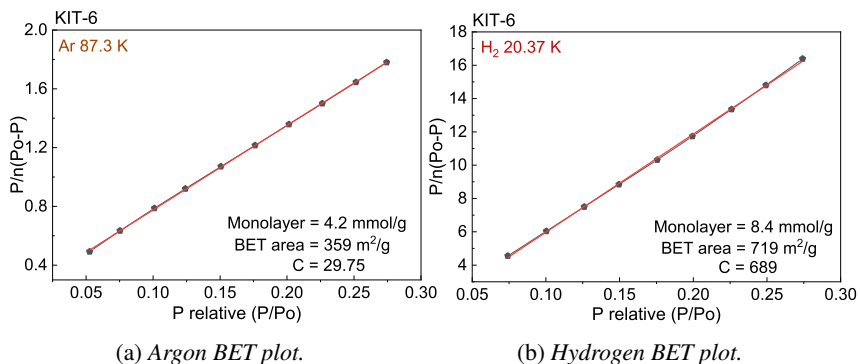 KIT-6
Ar 87.3 K
P/n(Po-P)
2.0
1.6
1.2
0.8
0.4
Monolayer = 4.2 mmol/g
BET area = 359 m²/g
C = 29.75
0.05 0.10 0.15 0.20 0.25 0.30
P relative (P/Po)
(a) Argon BET plot.
KIT-6
H₂ 20.37 K
P/n(Po-P)
18
16
14
12
10
8
6
4
Monolayer = 8.4 mmol/g
BET area = 719 m²/g
C = 689
0.05 0.10 0.15 0.20 0.25 0.30
P relative (P/Po)
(b) Hydrogen BET plot.